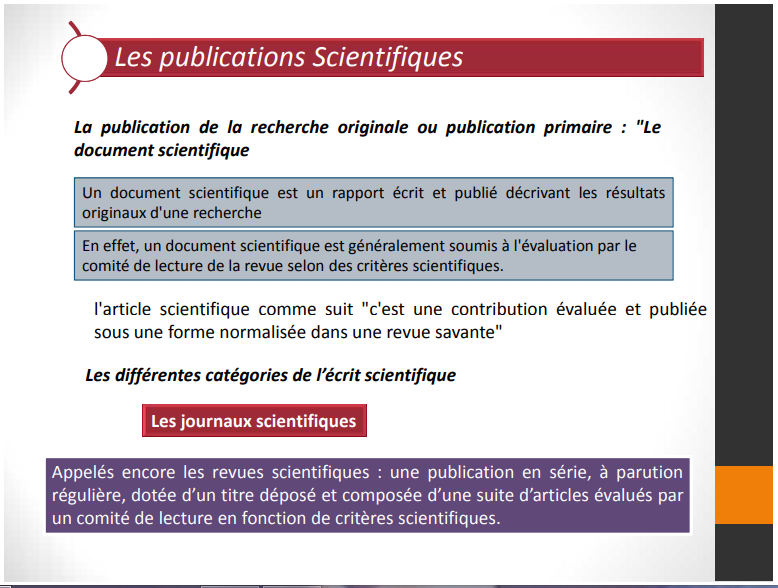 Les publications Scientifiques
La publication de la recherche originale ou publication primaire : "Le
document scientifique
Un document scientifique est un rapport écrit et publié décrivant les résultats
originaux d'une recherche
En effet, un document scientifique est généralement soumis à l'évaluation par le
comité de lecture de la revue selon des critères scientifiques.
l'article scientifique comme suit "c'est une contribution évaluée et publiée
sous une forme normalisée dans une revue savante"
Les différentes catégories de l’écrit scientifique
Les journaux scientifiques
Appelés encore les revues scientifiques : une publication en série, à parution
régulière, dotée d’un titre déposé et composée d’une suite d’articles évalués par
un comité de lecture en fonction de critères scientifiques.